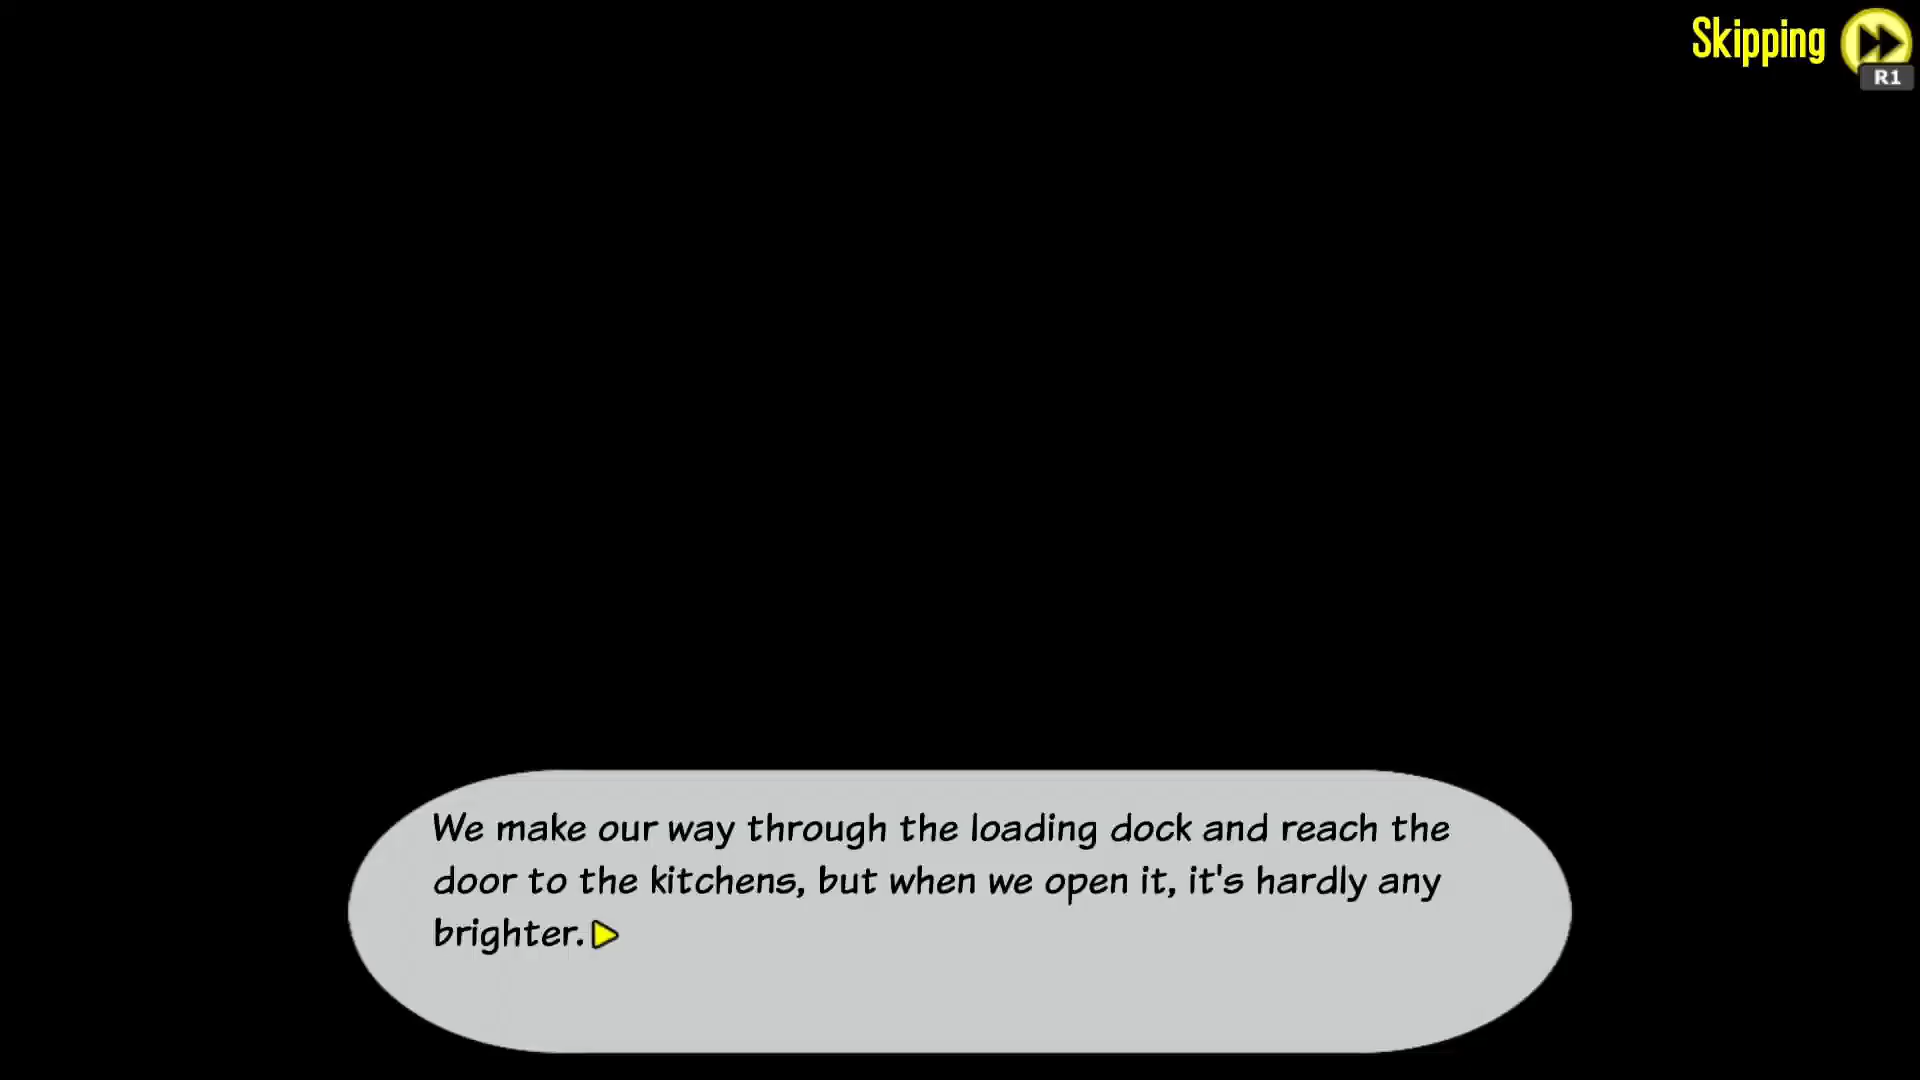 Skipping
R1
We make our way through the loading dock and reach the
door to the kitchens, but when we open it, it's hardly any
brighter.